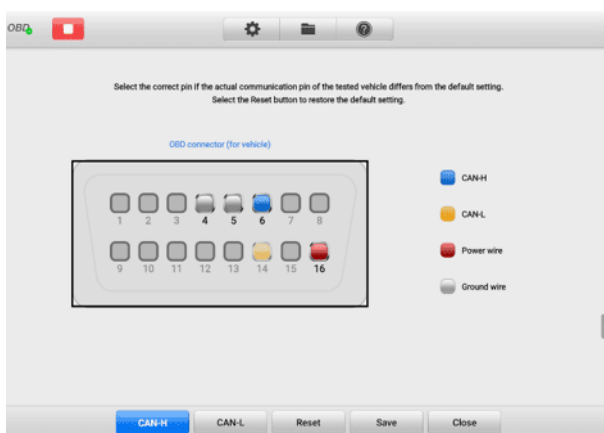 OBD
Select the correct pin if the actual communication pin of the tested vehicle differs from the default setting.
Select the Reset button to restore the default setting.
OBD connector (for vehicle)
CAN-H
1 2 3 4 5 6 7 8
CAN-L
Power wire
9 10 11 12 13 14 15 16
Ground wire
CAN-H CAN-L Reset Save Close